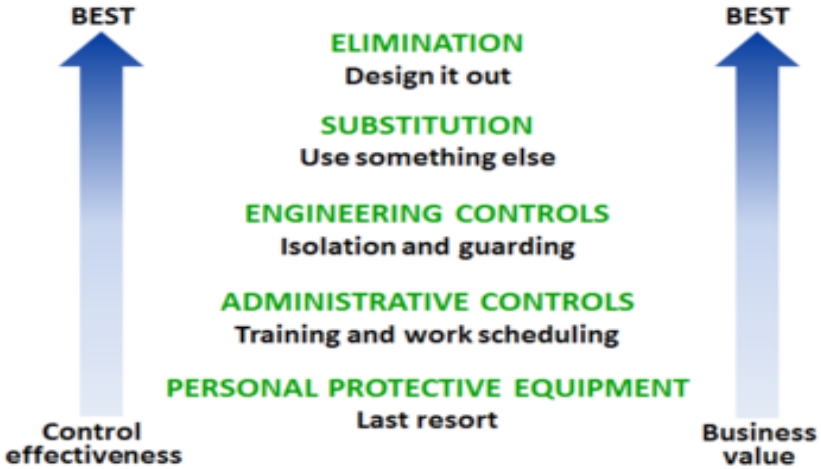 BEST
BEST
ELIMINATION
Design it out
SUBSTITUTION
Use something else
ENGINEERING CONTROLS
Isolation and guarding
ADMINISTRATIVE CONTROLS
Training and work scheduling
PERSONAL PROTECTIVE EQUIPMENT
Last resort
Control
effectiveness
Business
value